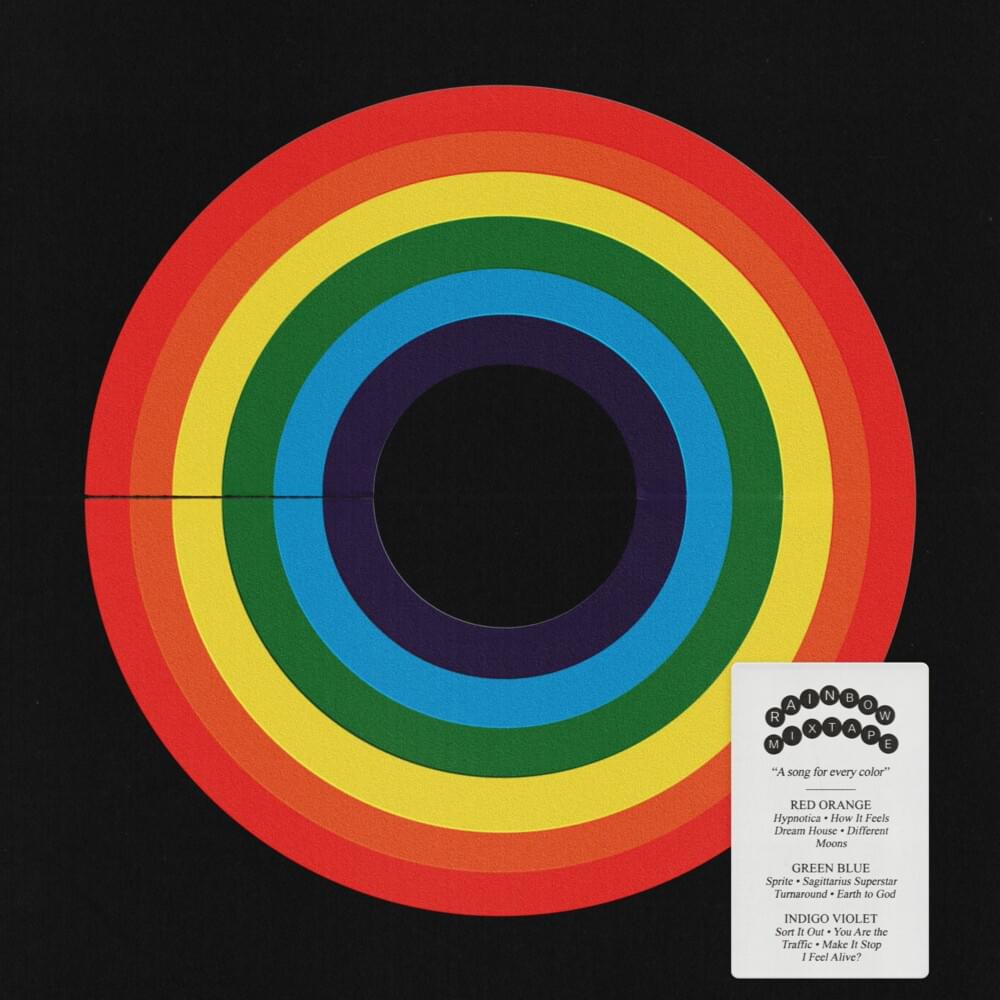 RAINBOW
MIXTAPE
“A song for every color”
RED ORANGE
Hypnotica • How It Feels
Dream House • Different
Moons
GREEN BLUE
Sprite • Sagittarius Superstar
Turnaround • Earth to God
INDIGO VIOLET
Sort It Out • You Are the
Traffic • Make It Stop
I Feel Alive?